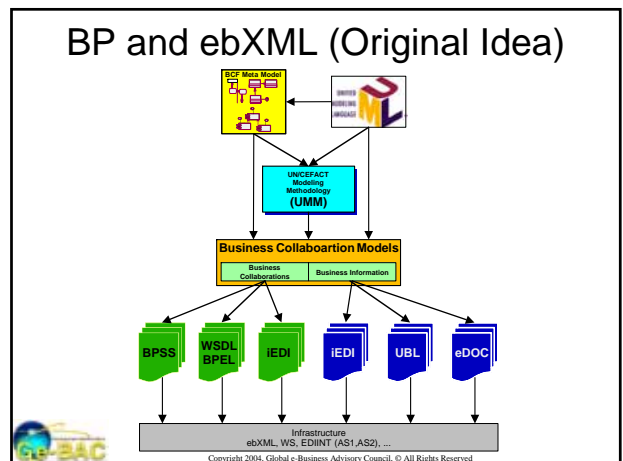 BP and ebXML (Original Idea)
BCF Meta Model
UNIFIED
MODELING
LANGUAGE
UML
UN/CEFACT
Modeling
Methodology
(UMM)
Business Collaboartion Models
Business
Collaborations
Business Information
BPSS
WSDL
BPEL
iEDI
iEDI
UBL
eDOC
Infrastructure
ebXML, WS, EDIINT (AS1,AS2), ...
Ge-BAC
Copyright 2004, Global e-Business Advisory Council, © All Rights Reserved